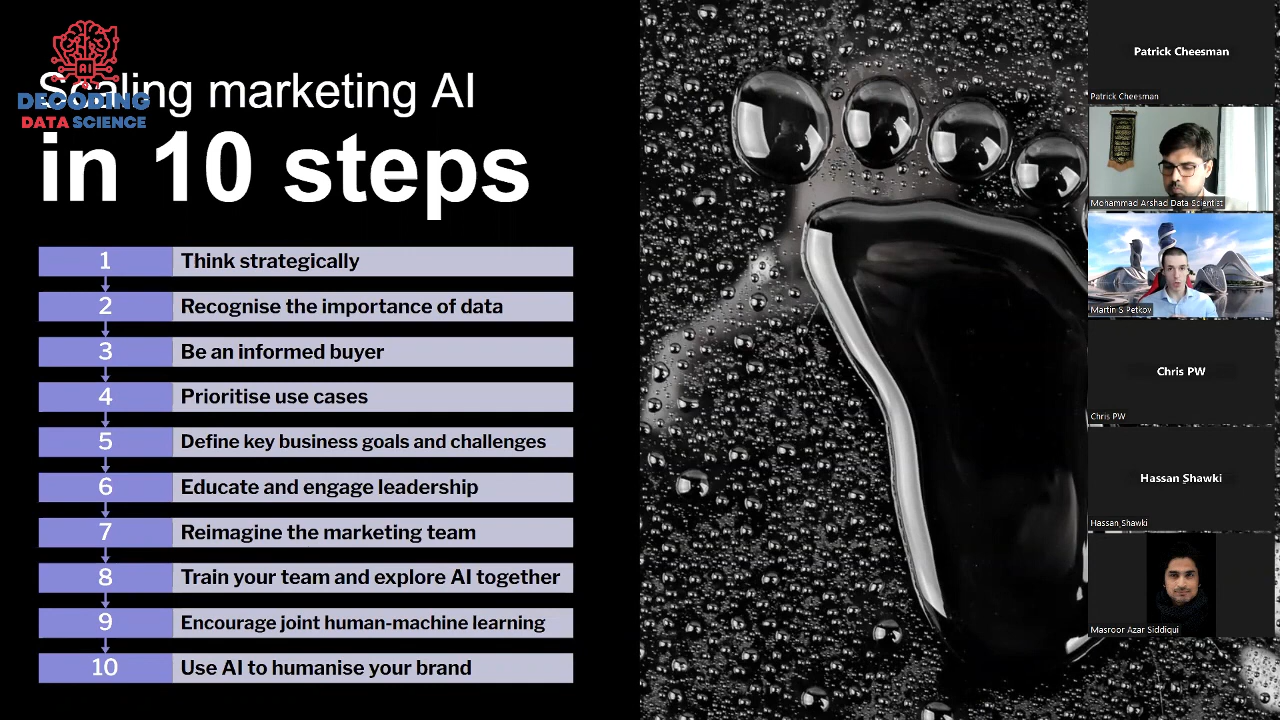 Scaling marketing AI
AI
DECODING
DATA SCIENCE
in 10 steps
1 Think strategically
2 Recognise the importance of data
3 Be an informed buyer
4 Prioritise use cases
5 Define key business goals and challenges
6 Educate and engage leadership
7 Reimagine the marketing team
8 Train your team and explore AI together
9 Encourage joint human-machine learning
10 Use AI to humanise your brand
Patrick Cheesman
Patrick Cheesman
Mohammad Arshad Data Scientist
Martin S Petkov
Chris PW
Chris PW
Hassan Shawki
Hassan Shawki
Masroor Azar Siddiqui